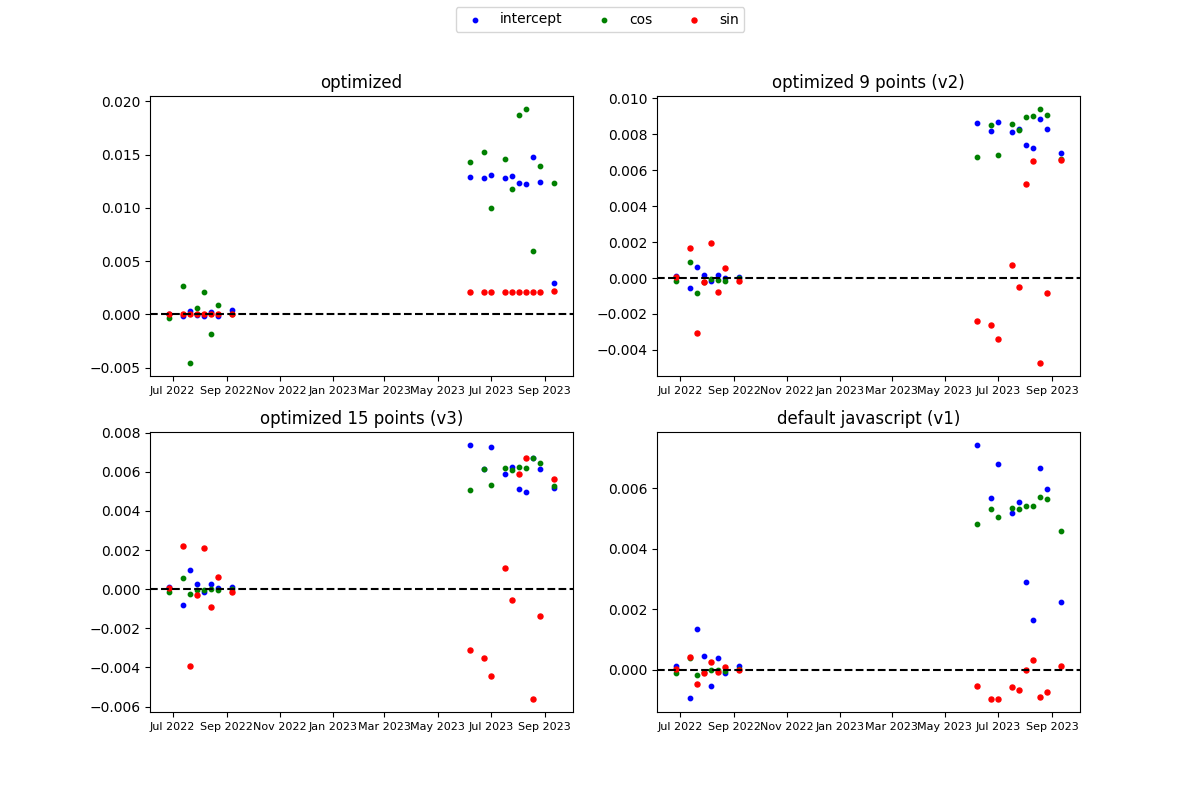 intercept cos sin
optimized
0.020
0.015
0.010
0.005
0.000
−0.005
Jul 2022 Sep 2022 Nov 2022 Jan 2023 Mar 2023 May 2023 Jul 2023 Sep 2023
optimized 9 points (v2)
0.010
0.008
0.006
0.004
0.002
0.000
−0.002
−0.004
Jul 2022 Sep 2022 Nov 2022 Jan 2023 Mar 2023 May 2023 Jul 2023 Sep 2023
optimized 15 points (v3)
0.008
0.006
0.004
0.002
0.000
−0.002
−0.004
−0.006
Jul 2022 Sep 2022 Nov 2022 Jan 2023 Mar 2023 May 2023 Jul 2023 Sep 2023
default javascript (v1)
0.006
0.004
0.002
0.000
Jul 2022 Sep 2022 Nov 2022 Jan 2023 Mar 2023 May 2023 Jul 2023 Sep 2023